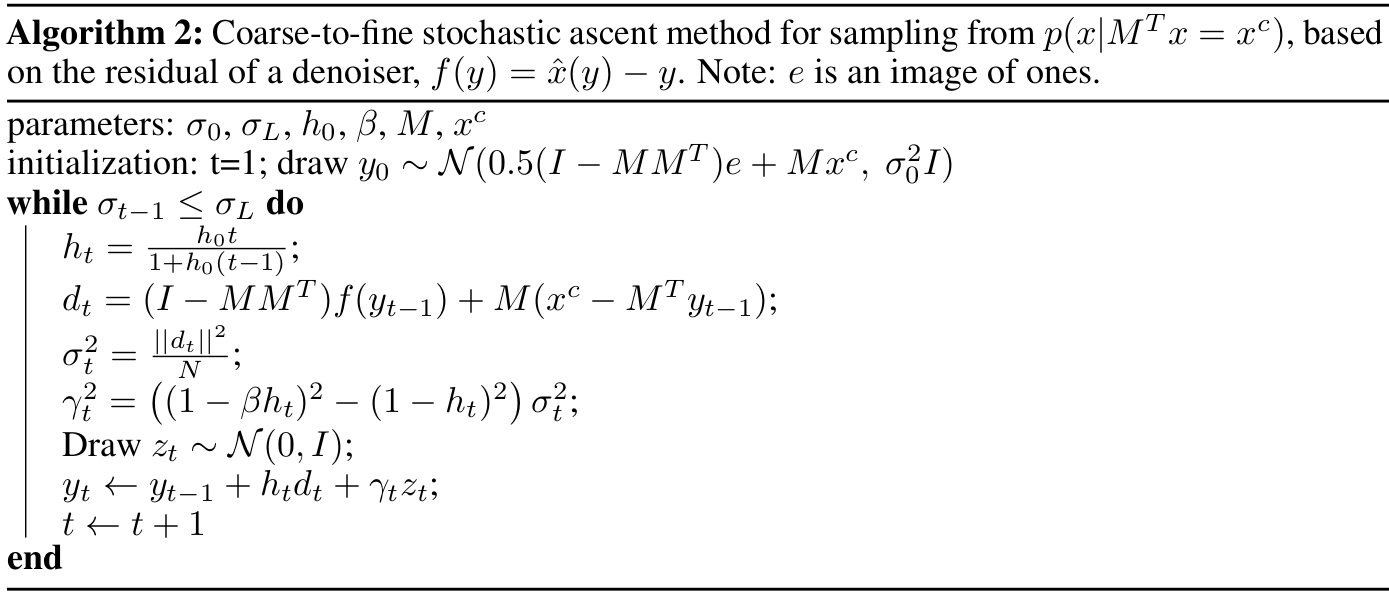 Algorithm 2: Coarse-to-fine stochastic ascent method for sampling from $p(x|M^T x = x^c)$, based
on the residual of a denoiser, $f(y) = \hat{x}(y) - y$. Note: $e$ is an image of ones.
parameters: $\sigma_0$, $\sigma_L$, $h_0$, $\beta$, $M$, $x^c$
initialization: t=1; draw $y_0 \sim \mathcal{N}(0.5(I - MM^T)e + Mx^c,\ \sigma_0^2 I)$
while $\sigma_{t-1} \leq \sigma_L$ do
$h_t = \frac{h_0 t}{1+h_0(t-1)}$;
$d_t = (I - MM^T)f(y_{t-1}) + M(x^c - M^T y_{t-1})$;
$\sigma_t^2 = \frac{||d_t||^2}{N}$;
$\gamma_t^2 = \left((1 - \beta h_t)^2 - (1 - h_t)^2\right)\sigma_t^2$;
Draw $z_t \sim \mathcal{N}(0, I)$;
$y_t \leftarrow y_{t-1} + h_t d_t + \gamma_t z_t$;
$t \leftarrow t + 1$
end